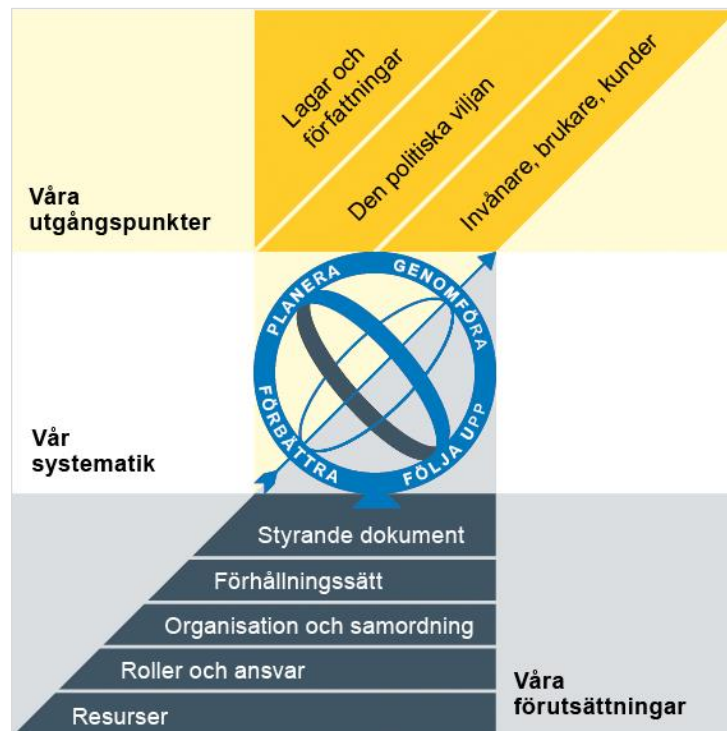 Lagar och
författningar
Den politiska viljan
Invånare, brukare, kunder
Våra
utgångspunkter
PLANERA
GENOMFÖRA
FÖLJA UPP
FÖRBÄTTRA
Vår
systematik
Styrande dokument
Förhållningssätt
Organisation och samordning
Roller och ansvar
Resurser
Våra
förutsättningar